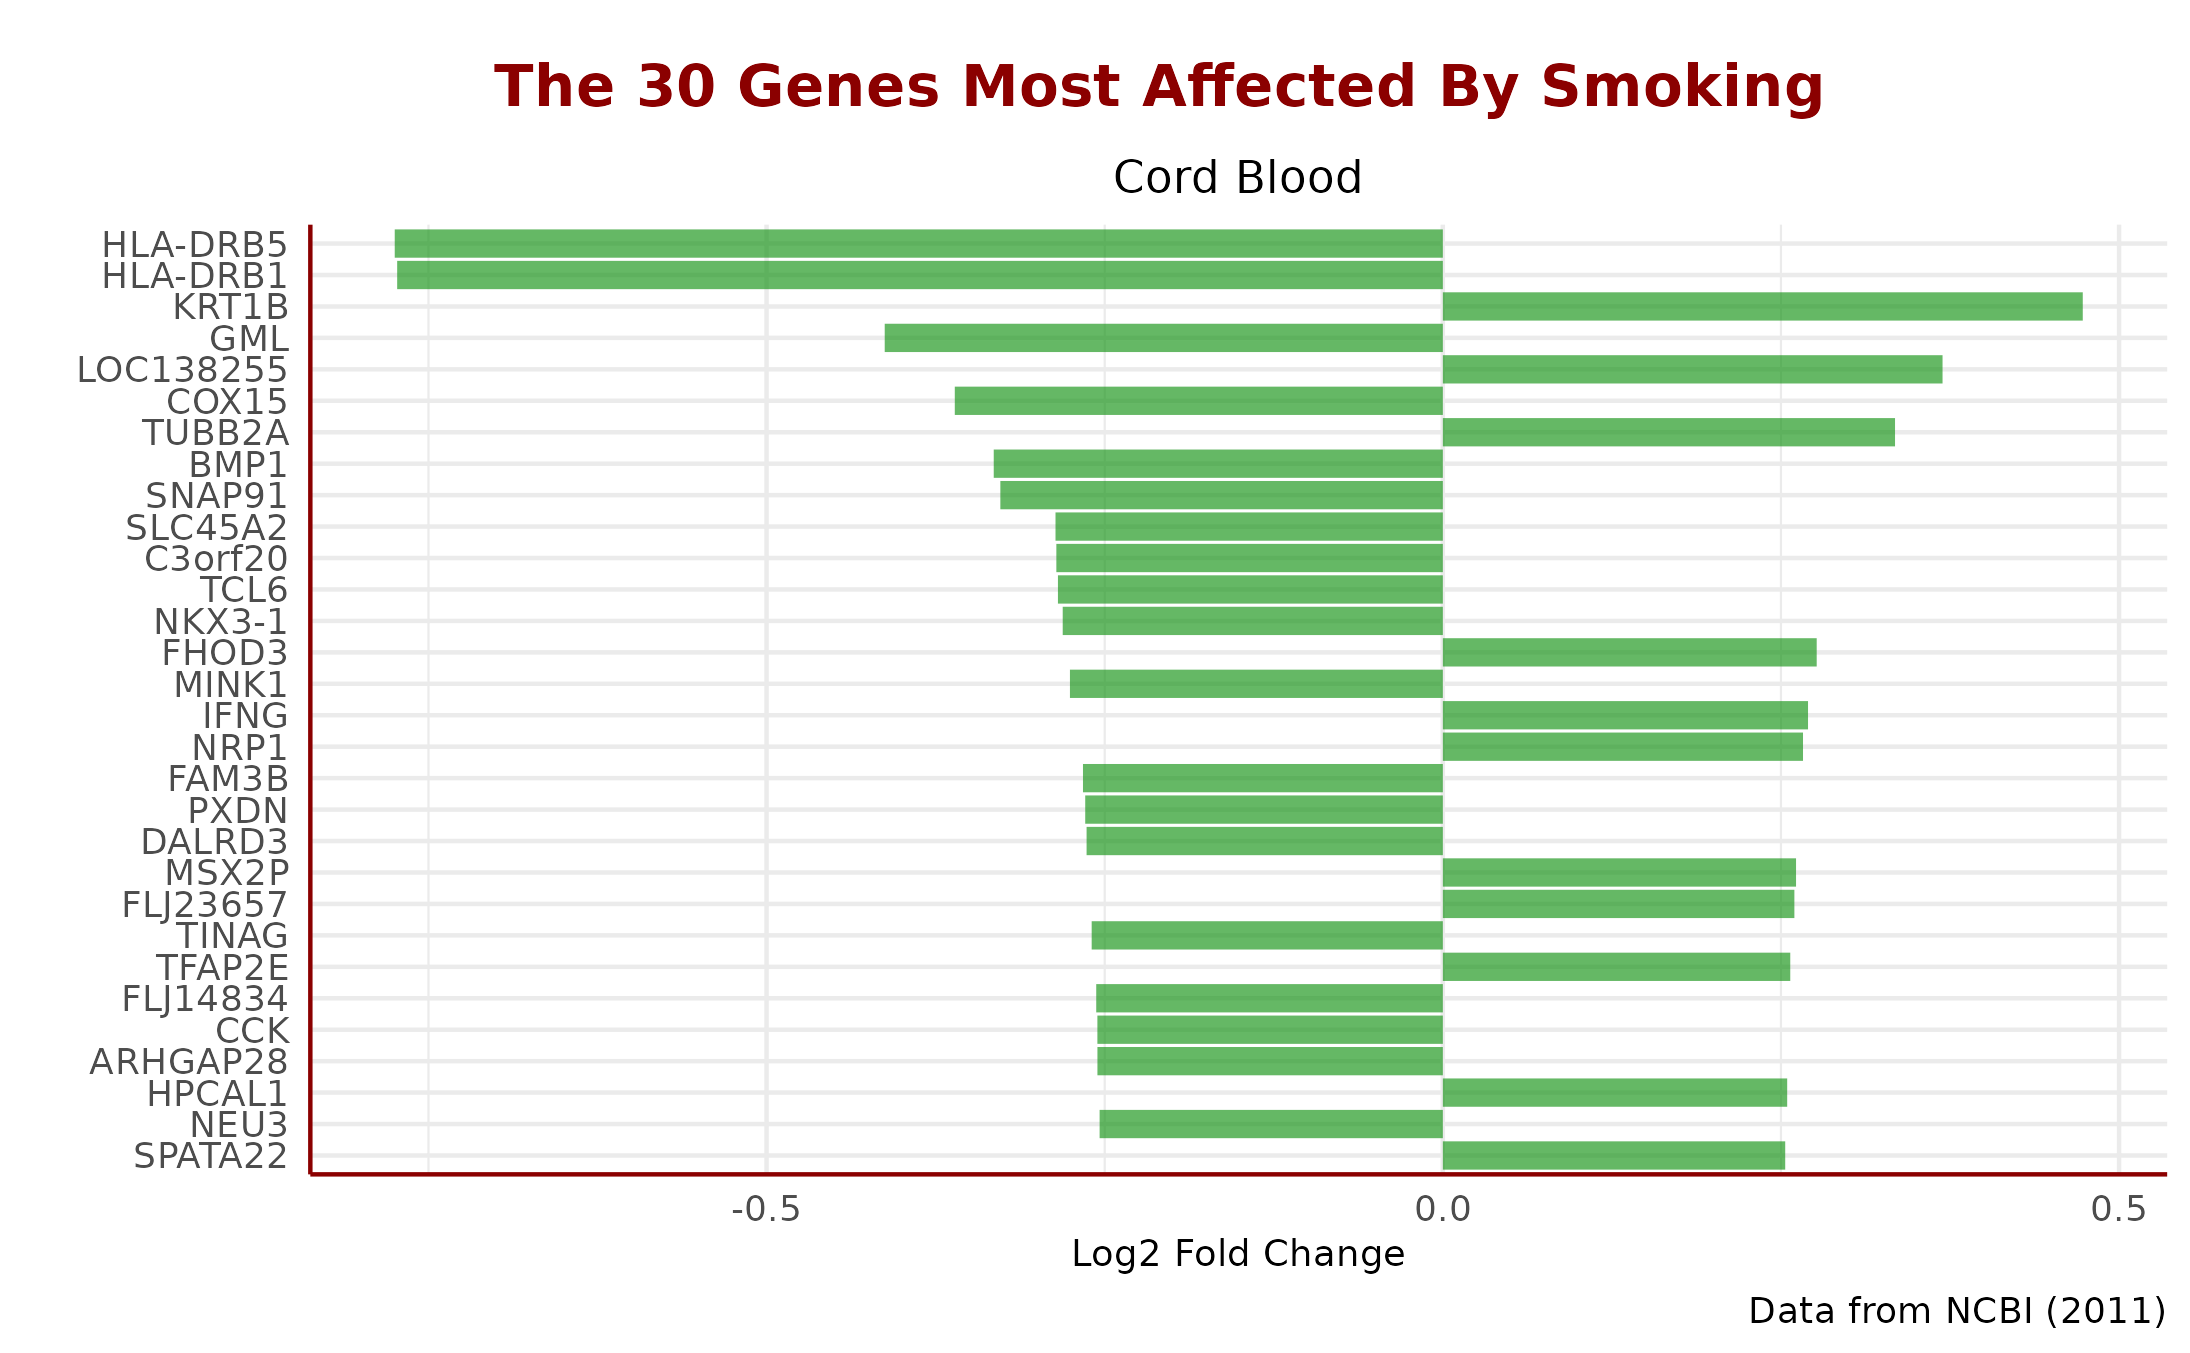 The 30 Genes Most Affected By Smoking
Cord Blood
HLA-DRB5
HLA-DRB1
KRT1B
GML
LOC138255
COX15
TUBB2A
BMP1
SNAP91
SLC45A2
C3orf20
TCL6
NKX3-1
FHOD3
MINK1
IFNG
NRP1
FAM3B
PXDN
DALRD3
MSX2P
FLJ23657
TINAG
TFAP2E
FLJ14834
CCK
ARHGAP28
HPCAL1
NEU3
SPATA22
-0.5 0.0 0.5
Log2 Fold Change
Data from NCBI (2011)